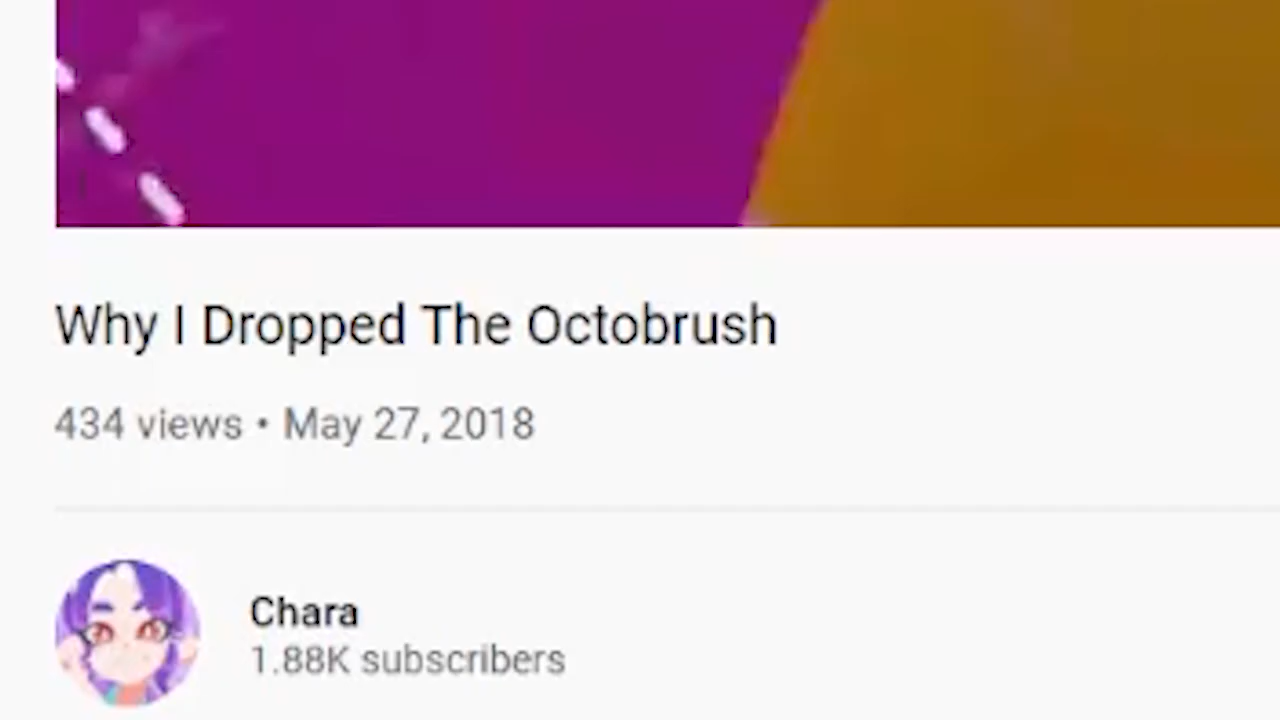 Why I Dropped The Octobrush
434 views • May 27, 2018
Chara
1.88K subscribers